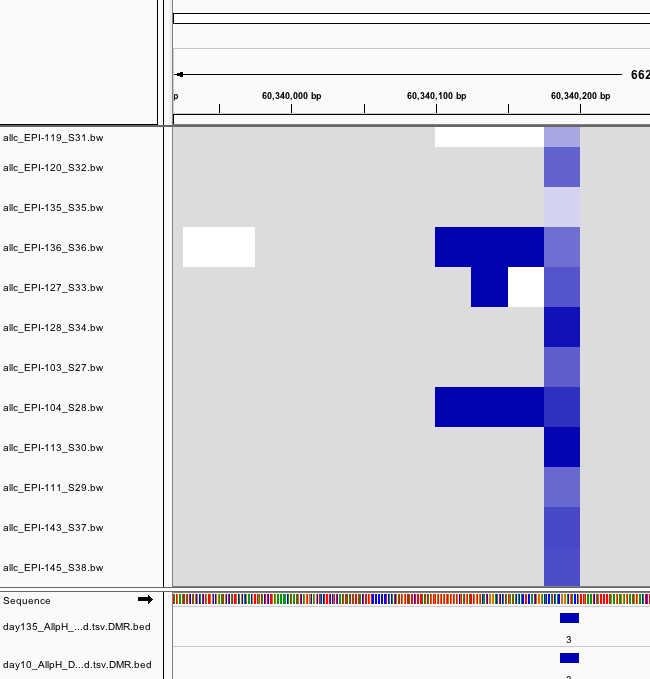 662
p 60,340,000 bp 60,340,100 bp 60,340,200 bp
allc_EPI-119_S31.bw
allc_EPI-120_S32.bw
allc_EPI-135_S35.bw
allc_EPI-136_S36.bw
allc_EPI-127_S33.bw
allc_EPI-128_S34.bw
allc_EPI-103_S27.bw
allc_EPI-104_S28.bw
allc_EPI-113_S30.bw
allc_EPI-111_S29.bw
allc_EPI-143_S37.bw
allc_EPI-145_S38.bw
Sequence
day135_AllpH_...d.tsv.DMR.bed
3
day10_AllpH_D...d.tsv.DMR.bed